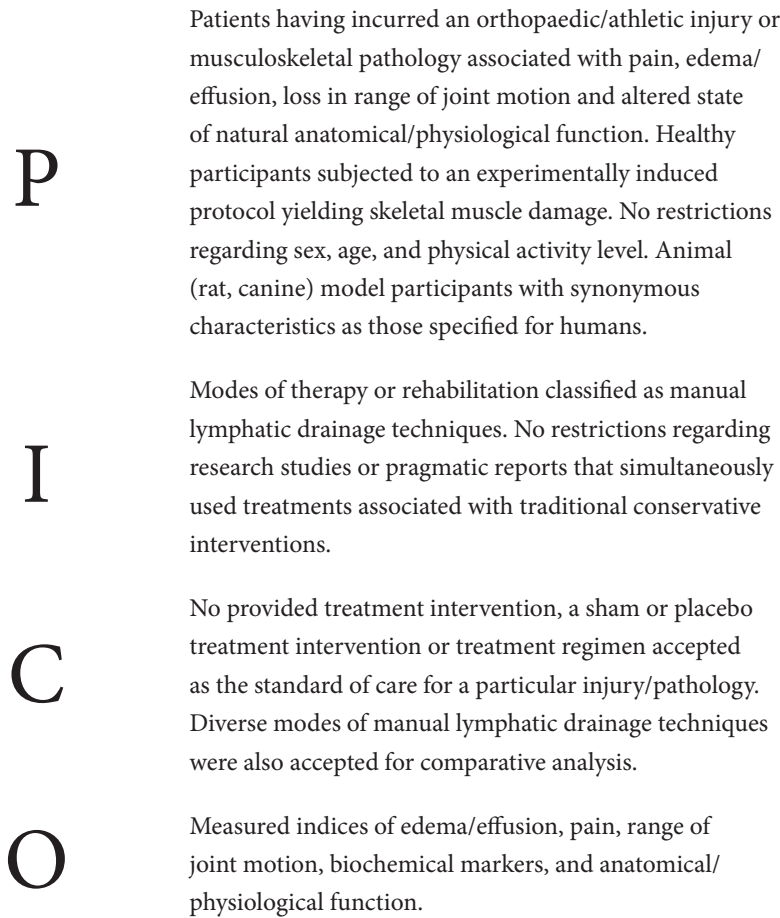 P
Patients having incurred an orthopaedic/athletic injury or
musculoskeletal pathology associated with pain, edema/
effusion, loss in range of joint motion and altered state
of natural anatomical/physiological function. Healthy
participants subjected to an experimentally induced
protocol yielding skeletal muscle damage. No restrictions
regarding sex, age, and physical activity level. Animal
(rat, canine) model participants with synonymous
characteristics as those specified for humans.
I
Modes of therapy or rehabilitation classified as manual
lymphatic drainage techniques. No restrictions regarding
research studies or pragmatic reports that simultaneously
used treatments associated with traditional conservative
interventions.
C
No provided treatment intervention, a sham or placebo
treatment intervention or treatment regimen accepted
as the standard of care for a particular injury/pathology.
Diverse modes of manual lymphatic drainage techniques
were also accepted for comparative analysis.
O
Measured indices of edema/effusion, pain, range of
joint motion, biochemical markers, and anatomical/
physiological function.